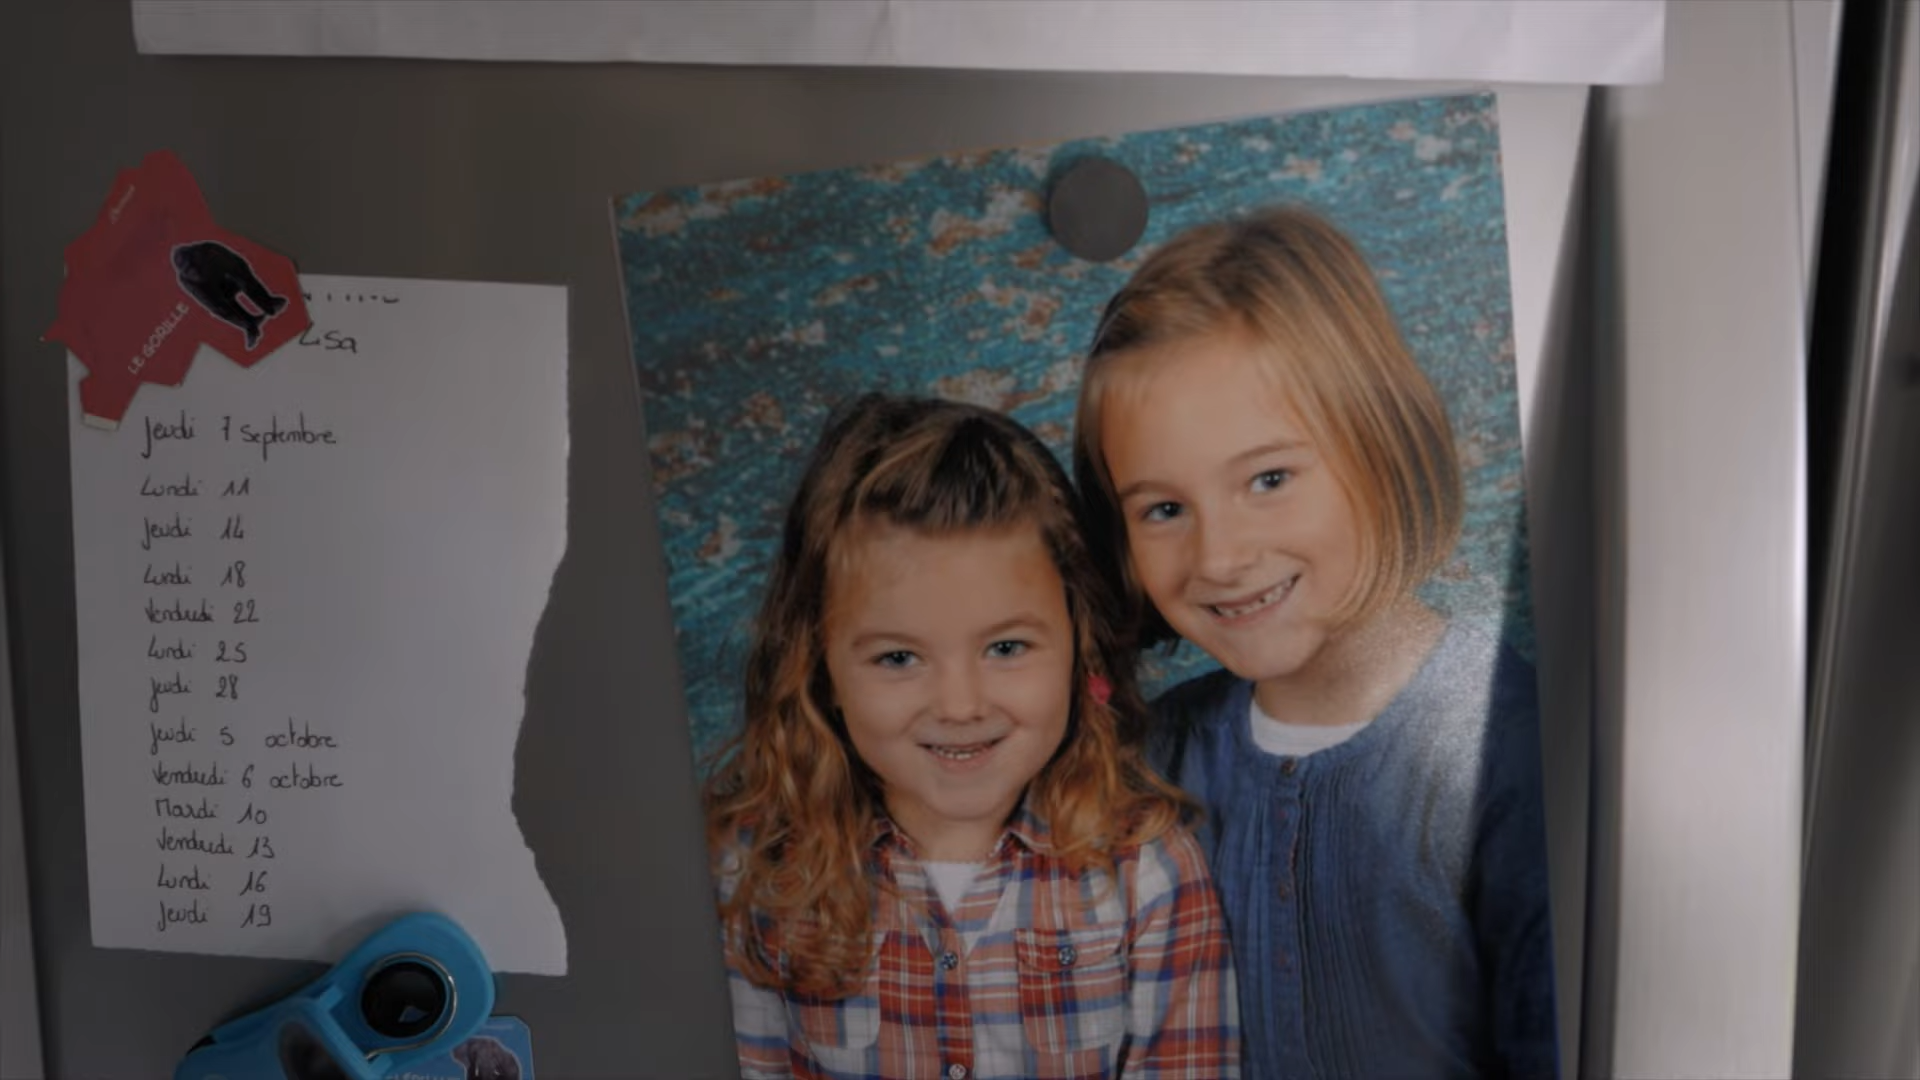 LE GORILLE
Lisa
Jeudi 7 Septembre
Lundi 11
Jeudi 14
Lundi 18
Vendredi 22
Lundi 25
jeudi 28
Jeudi 5 octobre
Vendredi 6 octobre
Mardi 10
Vendredi 13
Lundi 16
Jeudi 19